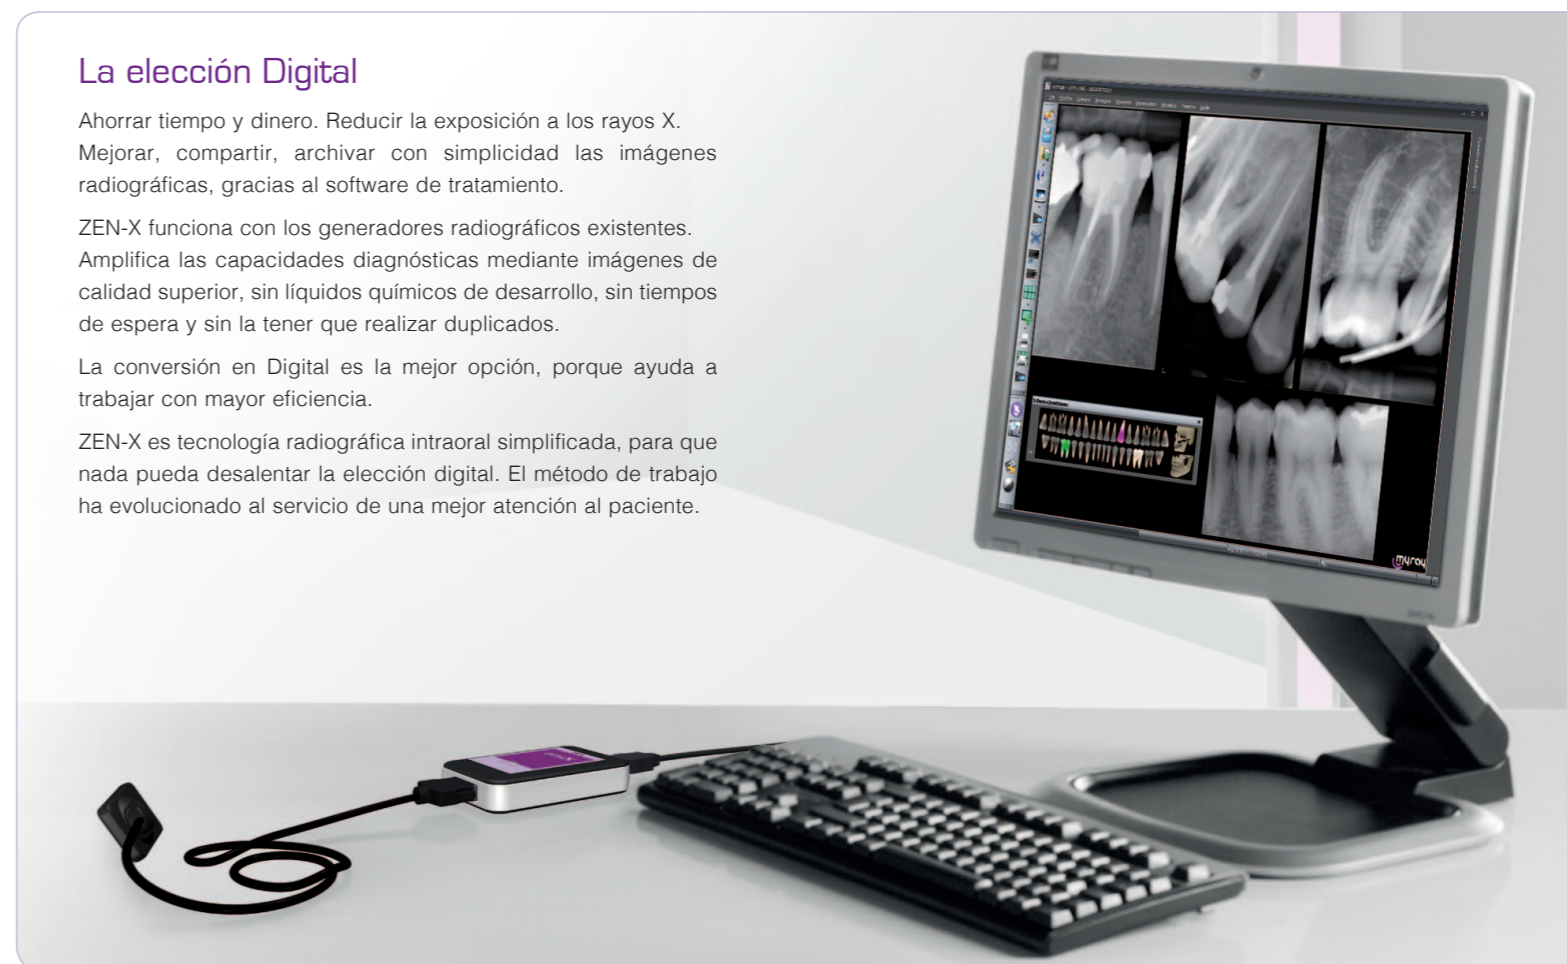 La elección Digital
Ahorrar tiempo y dinero. Reducir la exposición a los rayos X.
Mejorar, compartir, archivar con simplicidad las imágenes
radiográficas, gracias al software de tratamiento.
ZEN-X funciona con los generadores radiográficos existentes.
Amplifica las capacidades diagnósticas mediante imágenes de
calidad superior, sin líquidos químicos de desarrollo, sin tiempos
de espera y sin la tener que realizar duplicados.
La conversión en Digital es la mejor opción, porque ayuda a
trabajar con mayor eficiencia.
ZEN-X es tecnología radiográfica intraoral simplificada, para que
nada pueda desalentar la elección digital. El método de trabajo
ha evolucionado al servicio de una mejor atención al paciente.
myray